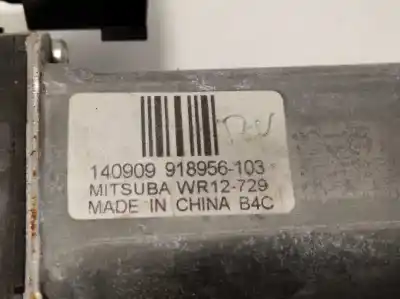 140909 918956-103
MITSUBA WR12-729
MADE IN CHINA B4C